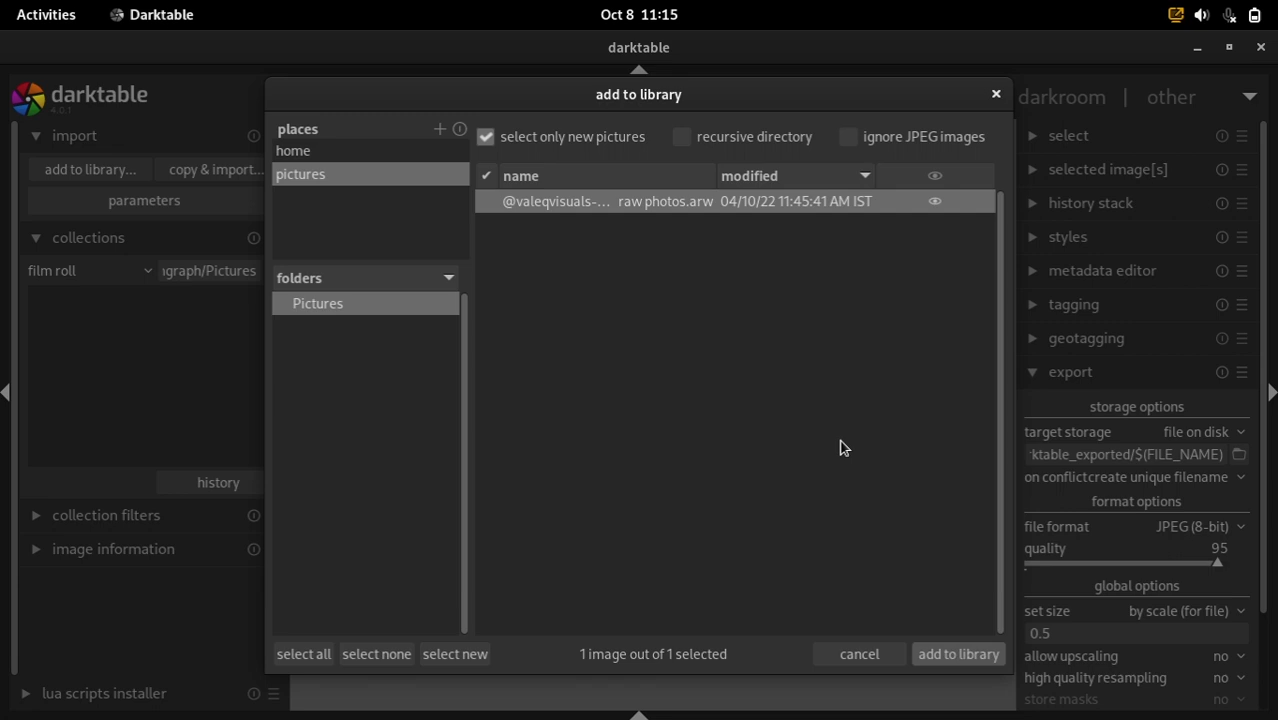 Activities Darktable Oct 8 11:15
darktable
darktable
4.0.1
darkroom | other
import
add to library... copy & import...
parameters
collections
film roll ıgraph/Pictures
history
collection filters
image information
lua scripts installer
add to library
places
home
pictures
folders
Pictures
select only new pictures recursive directory ignore JPEG images
name modified
@valeqvisuals-... raw photos.arw 04/10/22 11:45:41 AM IST
select all select none select new 1 image out of 1 selected cancel add to library
select
selected image[s]
history stack
styles
metadata editor
tagging
geotagging
export
storage options
target storage file on disk
ktable_exported/$(FILE_NAME)
on conflict create unique filename
format options
file format JPEG (8-bit)
quality 95
global options
set size by scale (for file)
0.5
allow upscaling no
high quality resampling no
store masks no